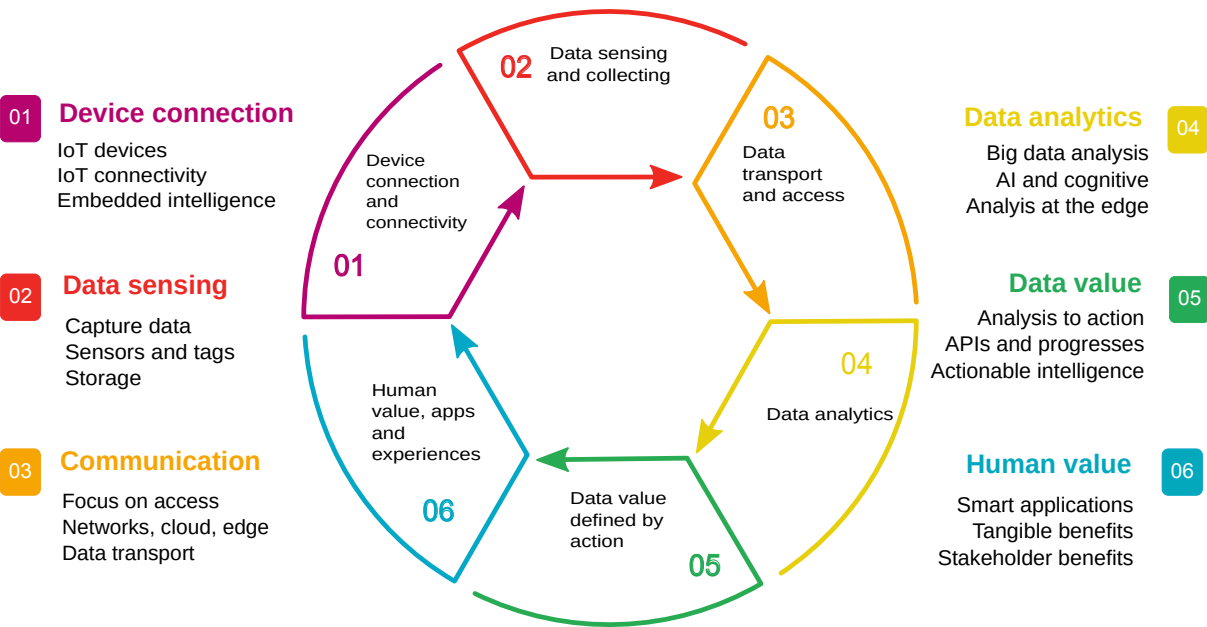 01
Device connection
IoT devices
IoT connectivity
Embedded intelligence
02
Data sensing
Capture data
Sensors and tags
Storage
03
Communication
Focus on access
Networks, cloud, edge
Data transport
Device
connection
and
connectivity
01
02
Data sensing
and collecting
03
Data
transport
and access
04
Data analytics
Data value
defined by
action
05
Human
value, apps
and
experiences
06
Data analytics
04
Big data analysis
AI and cognitive
Analyis at the edge
Data value
05
Analysis to action
APIs and progresses
Actionable intelligence
Human value
06
Smart applications
Tangible benefits
Stakeholder benefits